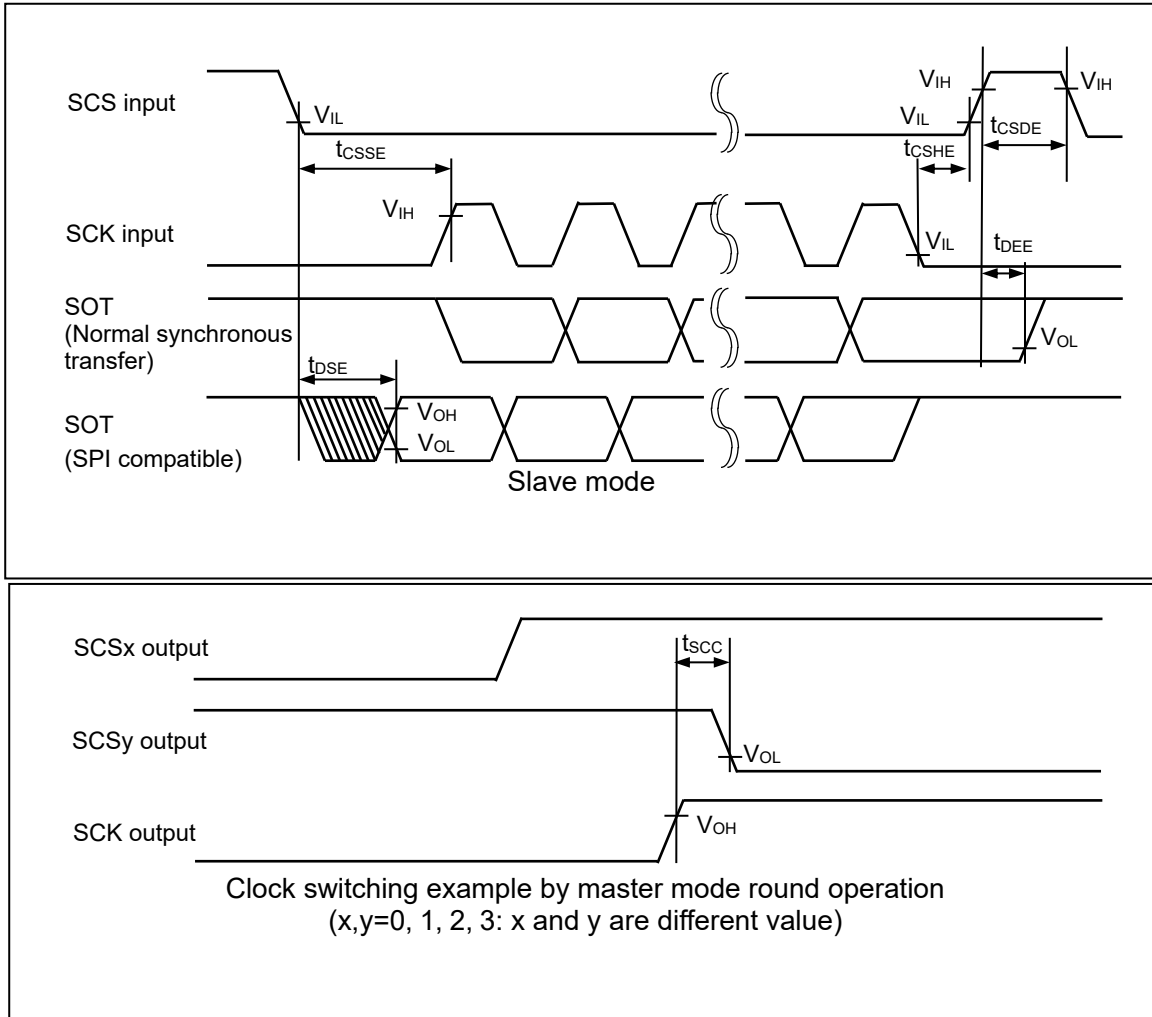 SCS input
VIL
VIH
VIL
VIH
tCSDE
tCSSE
tCSHE
SCK input
VIH
VIL
tDEE
SOT
(Normal synchronous
transfer)
VOL
tDSE
SOT
(SPI compatible)
VOH
VOL
Slave mode
SCSx output
tSCC
SCSy output
VOL
SCK output
VOH
Clock switching example by master mode round operation
(x,y=0, 1, 2, 3: x and y are different value)